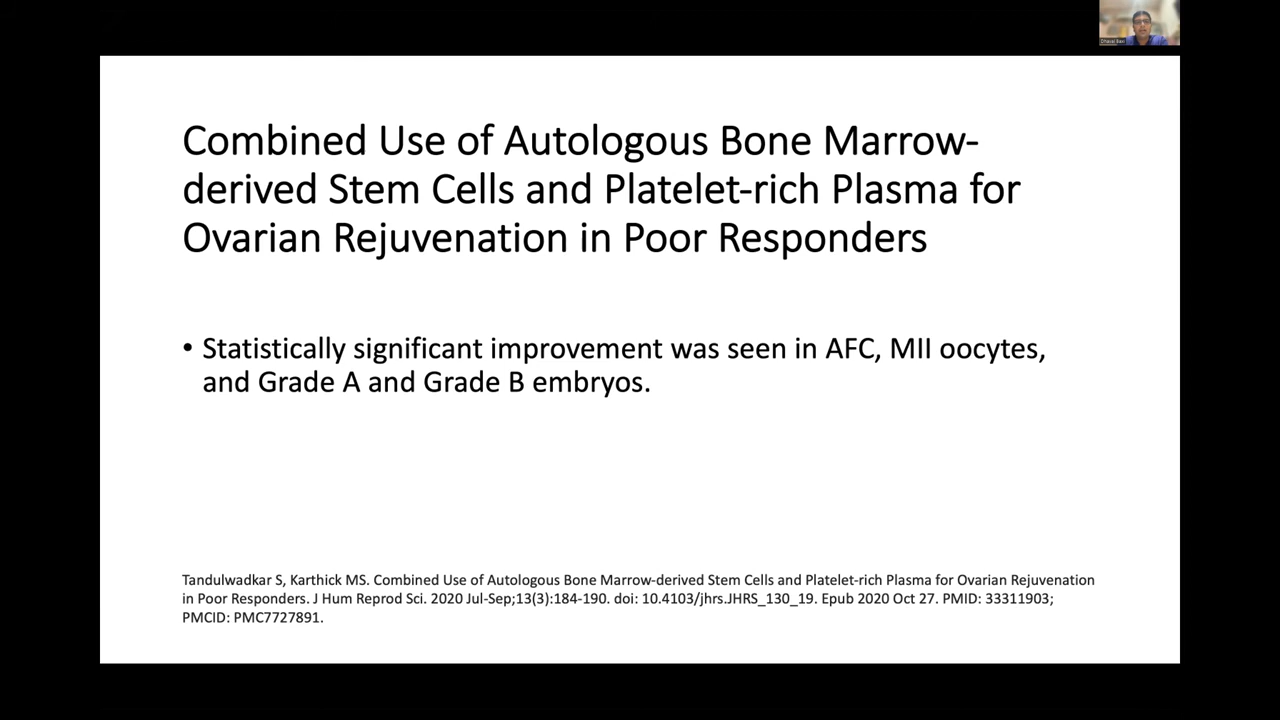 Combined Use of Autologous Bone Marrow-
derived Stem Cells and Platelet-rich Plasma for
Ovarian Rejuvenation in Poor Responders
• Statistically significant improvement was seen in AFC, MII oocytes,
and Grade A and Grade B embryos.
Tandulwadkar S, Karthick MS. Combined Use of Autologous Bone Marrow-derived Stem Cells and Platelet-rich Plasma for Ovarian Rejuvenation
in Poor Responders. J Hum Reprod Sci. 2020 Jul-Sep;13(3):184-190. doi: 10.4103/jhrs.JHRS_130_19. Epub 2020 Oct 27. PMID: 33311903;
PMCID: PMC7727891.